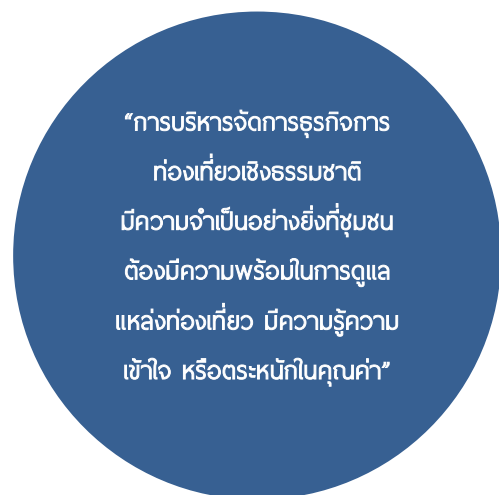 “การบริหารจัดการธุรกิจการ
ท่องเที่ยวเชิงธรรมชาติ
มีความจำเป็นอย่างยิ่งที่ชุมชน
ต้องมีความพร้อมในการดูแล
แหล่งท่องเที่ยว มีความรู้ความ
เข้าใจ หรือตระหนักในคุณค่า”